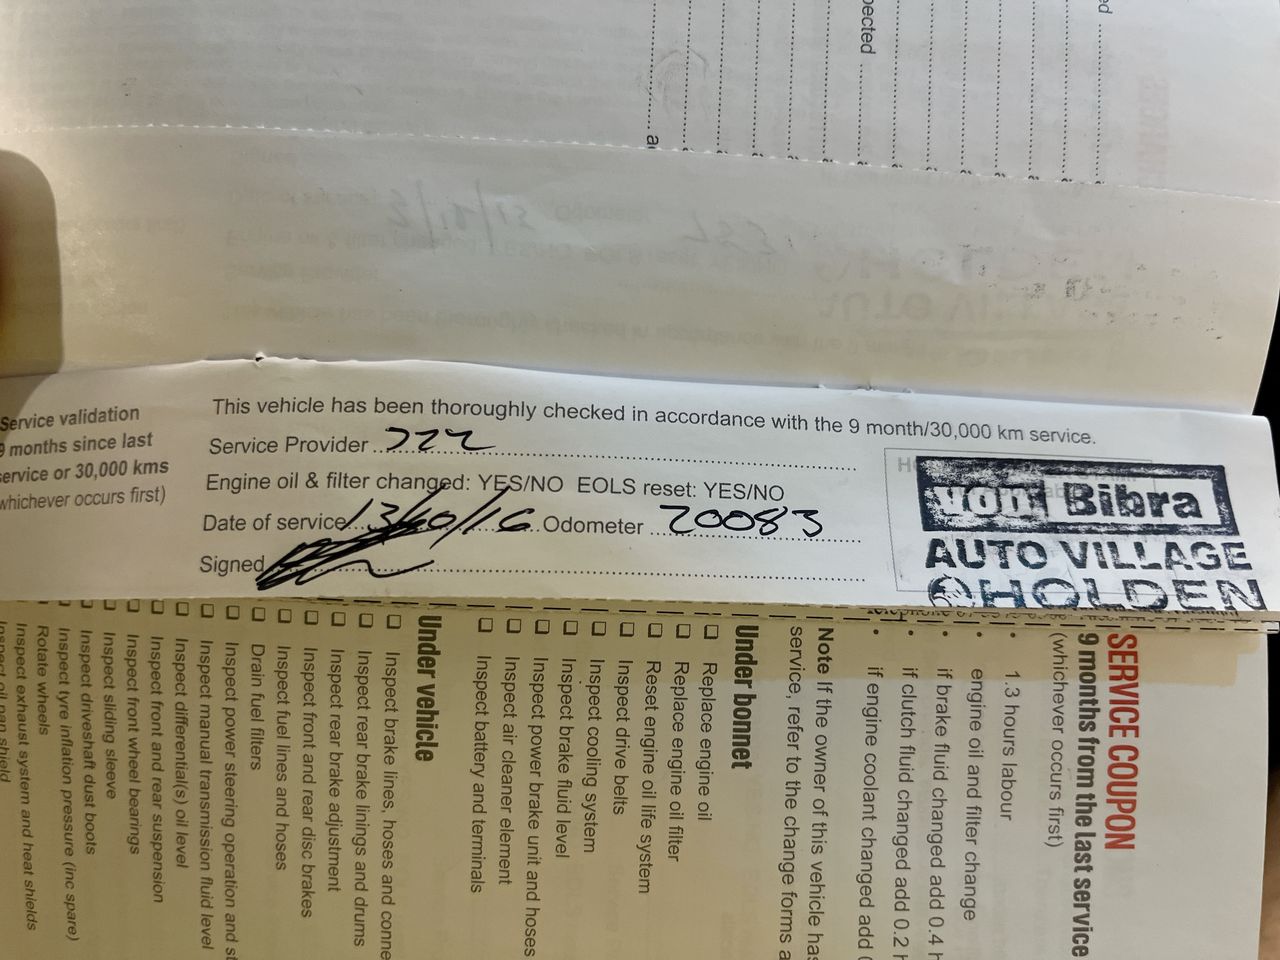 pected
ed
Service validation
9 months since last
service or 30,000 kms
whichever occurs first)
This vehicle has been thoroughly checked in accordance with the 9 month/30,000 km service.
Service Provider
Engine oil & filter changed: YES/NO EOLS reset: YES/NO
Date of service 13/10/16 Odometer 20083
Signed
von Bibra
AUTO VILLAGE
HOLDEN
SERVICE COUPON
9 months from the last service
(whichever occurs first)
• 1.3 hours labour
• engine oil and filter change
• if brake fluid changed add 0.4 h
• if clutch fluid changed add 0.2 h
• if engine coolant changed add
Note If the owner of this vehicle has
service, refer to the change forms a
Under bonnet
Replace engine oil
Replace engine oil filter
Reset engine oil life system
Inspect drive belts
Inspect cooling system
Inspect brake fluid level
Inspect power brake unit and hoses
Inspect air cleaner element
Inspect battery and terminals
Under vehicle
Inspect brake lines, hoses and conne
Inspect rear brake linings and drums
Inspect rear brake adjustment
Inspect front and rear disc brakes
Inspect fuel lines and hoses
Drain fuel filters
Inspect power steering operation and st
Inspect manual transmission fluid level
Inspect differential(s) oil level
Inspect front and rear suspension
Inspect front wheel bearings
Inspect sliding sleeve
Inspect driveshaft dust boots
Inspect tyre inflation pressure (inc spare)
Rotate wheels
Inspect exhaust system and heat shields
Inspect oil pan shield